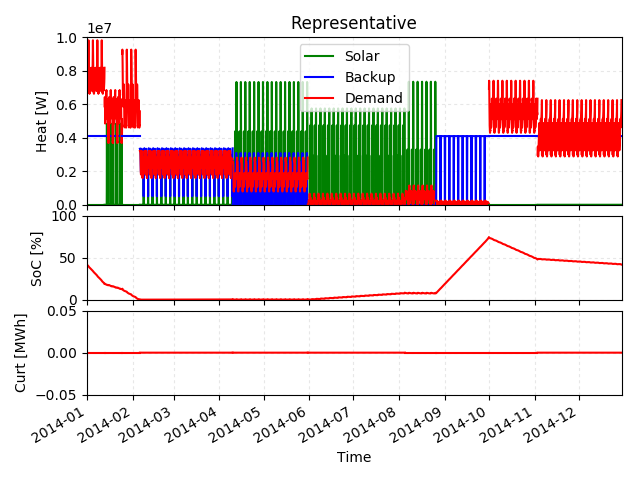 Representative
1e7
1.0
0.8
0.6
0.4
0.2
0.0
Heat [W]
Solar
Backup
Demand
100
50
0
SoC [%]
0.05
0.00
−0.05
Curt [MWh]
2014-01
2014-02
2014-03
2014-04
2014-05
2014-06
2014-07
2014-08
2014-09
2014-10
2014-11
2014-12
Time